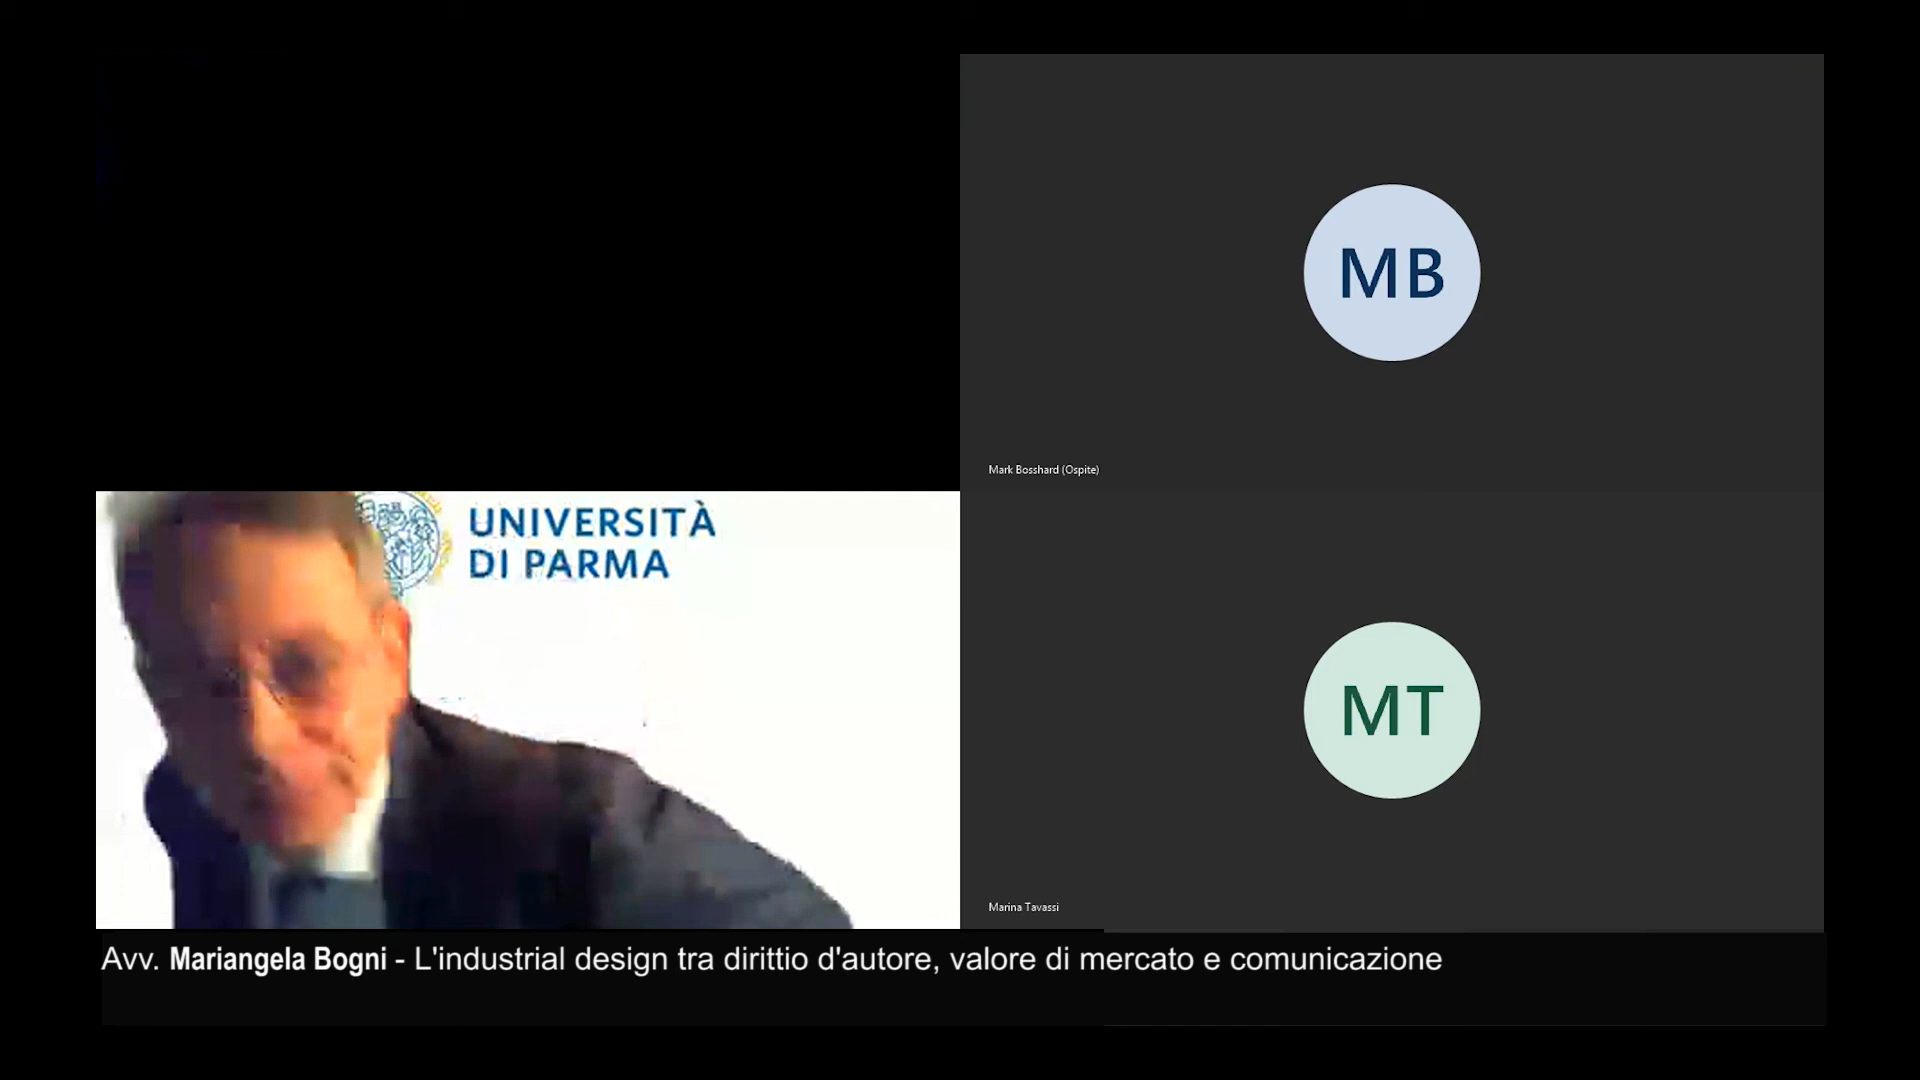 MB
Mark Bosshard (Ospite)
UNIVERSITÀ
DI PARMA
MT
Marina Tavassi
Avv. Mariangela Bogni - L'industrial design tra dirittio d'autore, valore di mercato e comunicazione